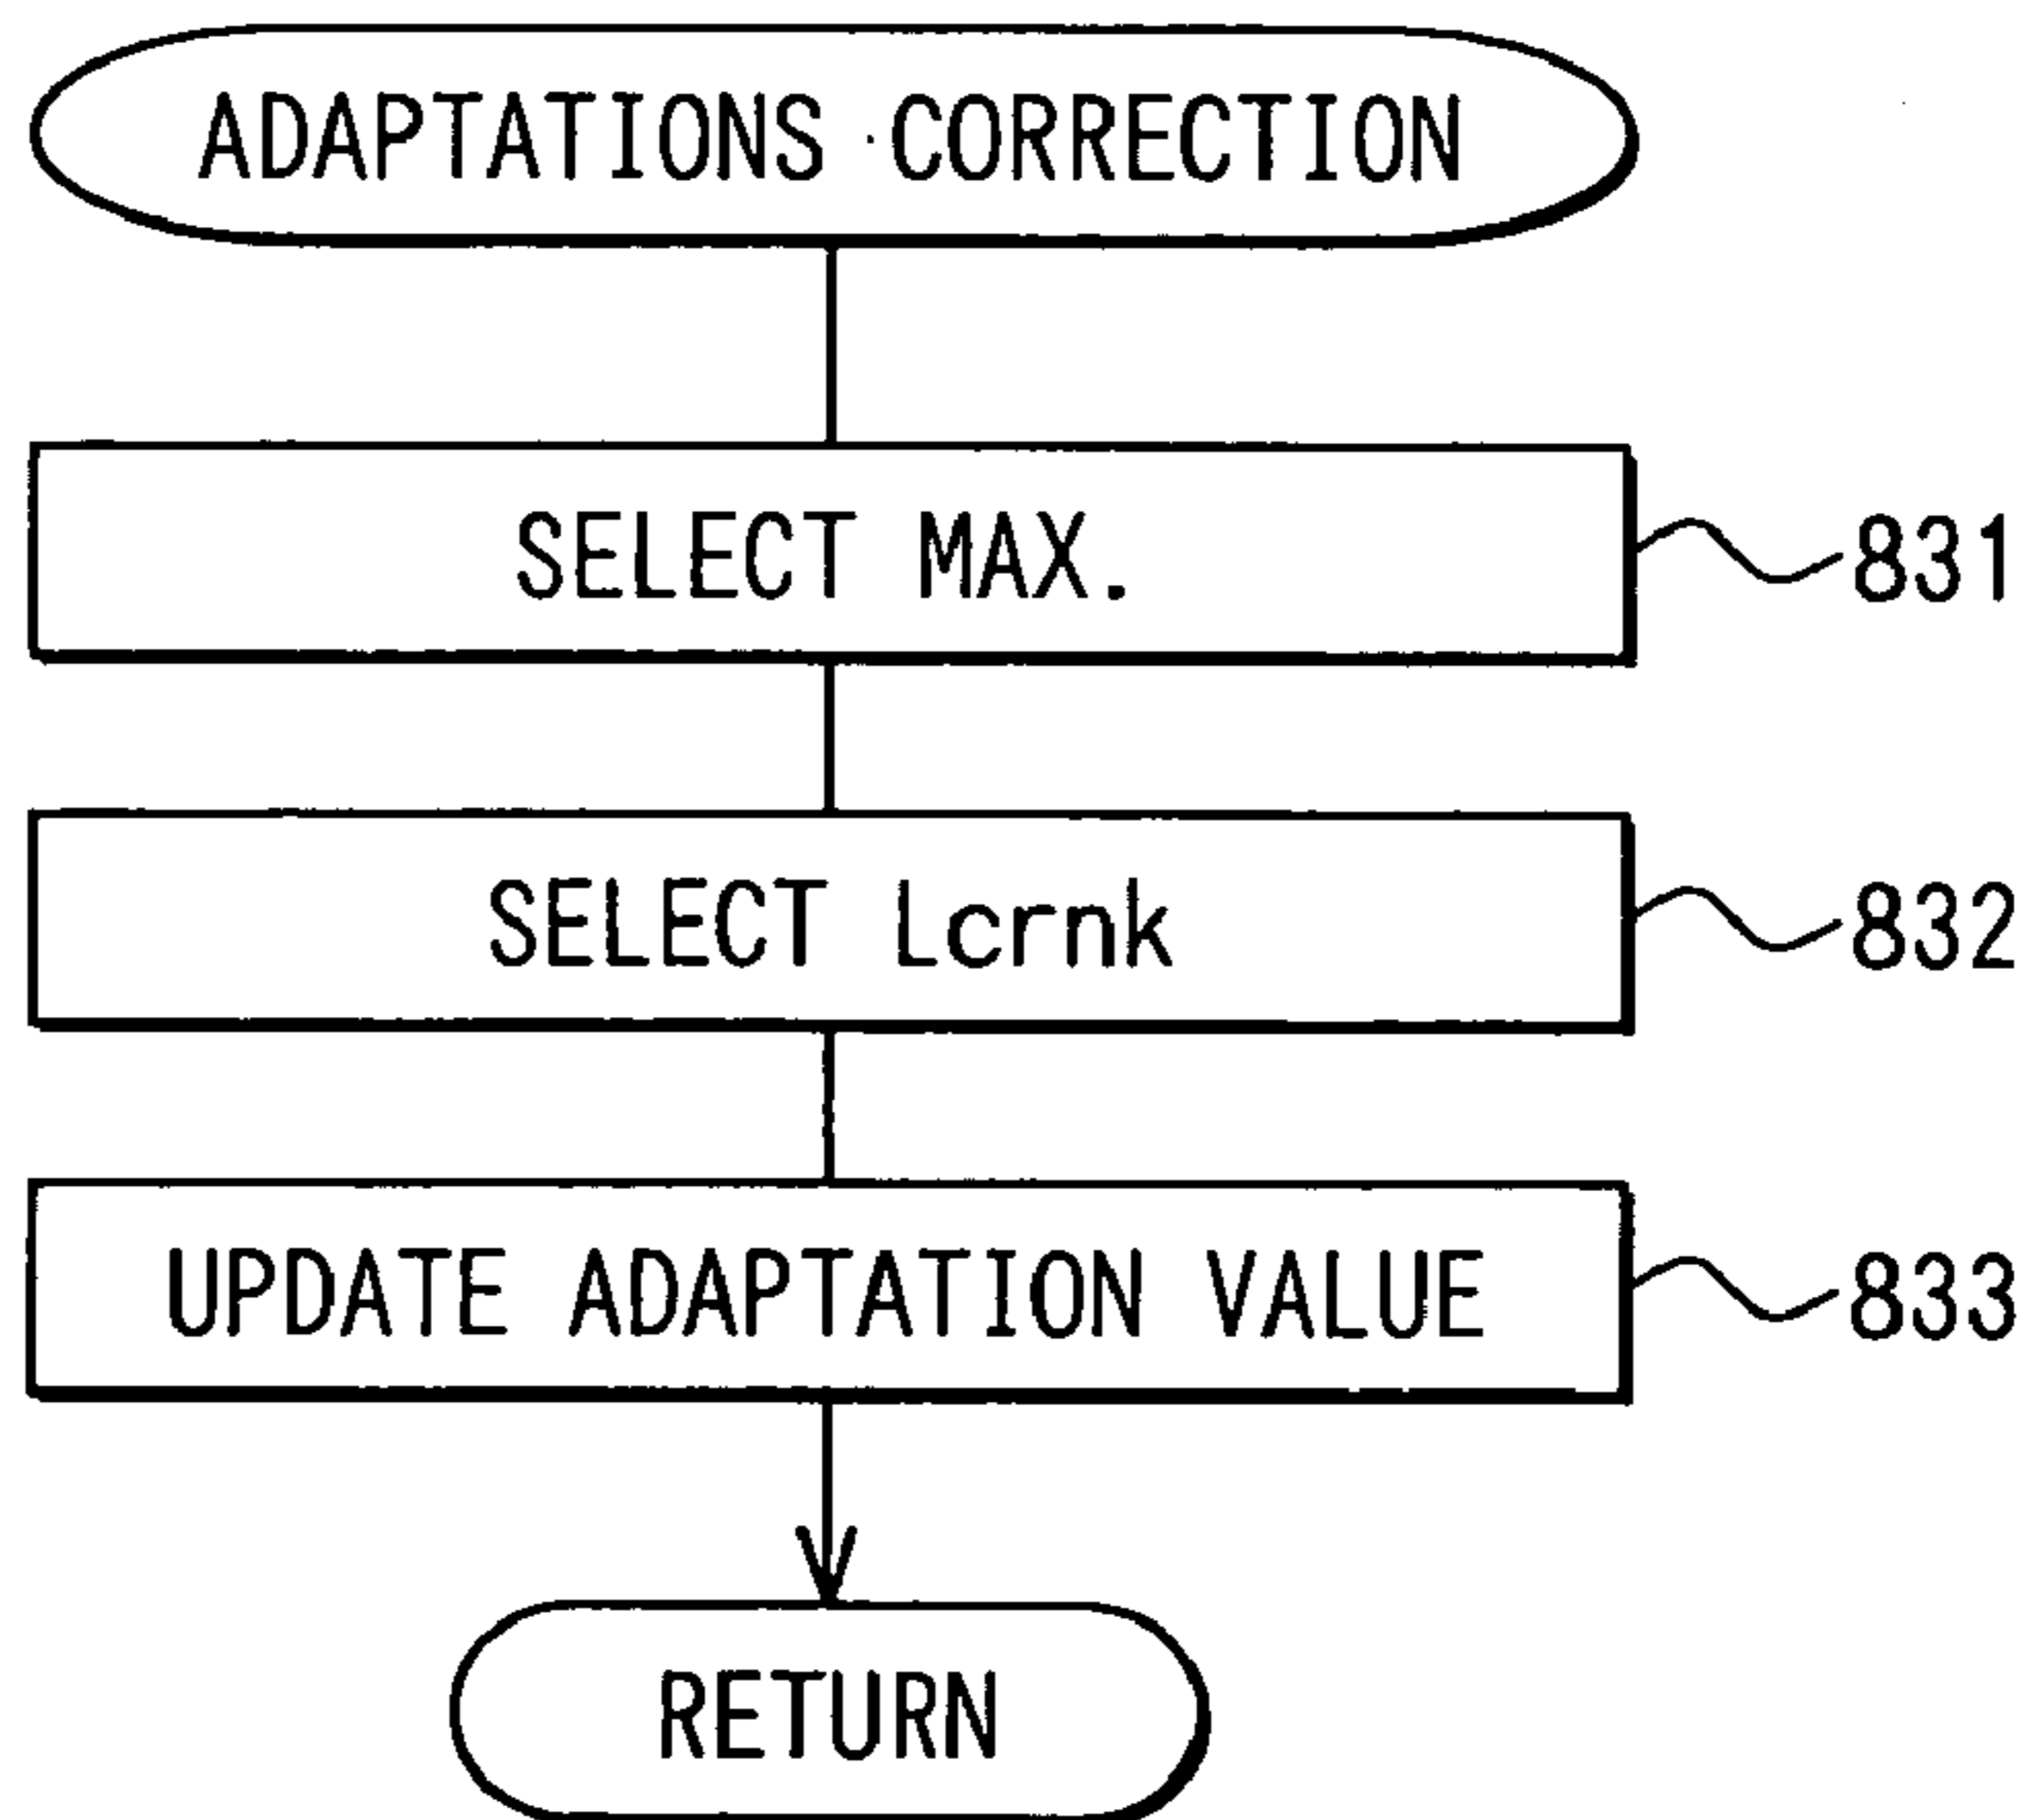 ADAPTATIONS CORRECTION
SELECT MAX.
831
SELECT Lcrnk
832
UPDATE ADAPTATION VALUE
833
RETURN